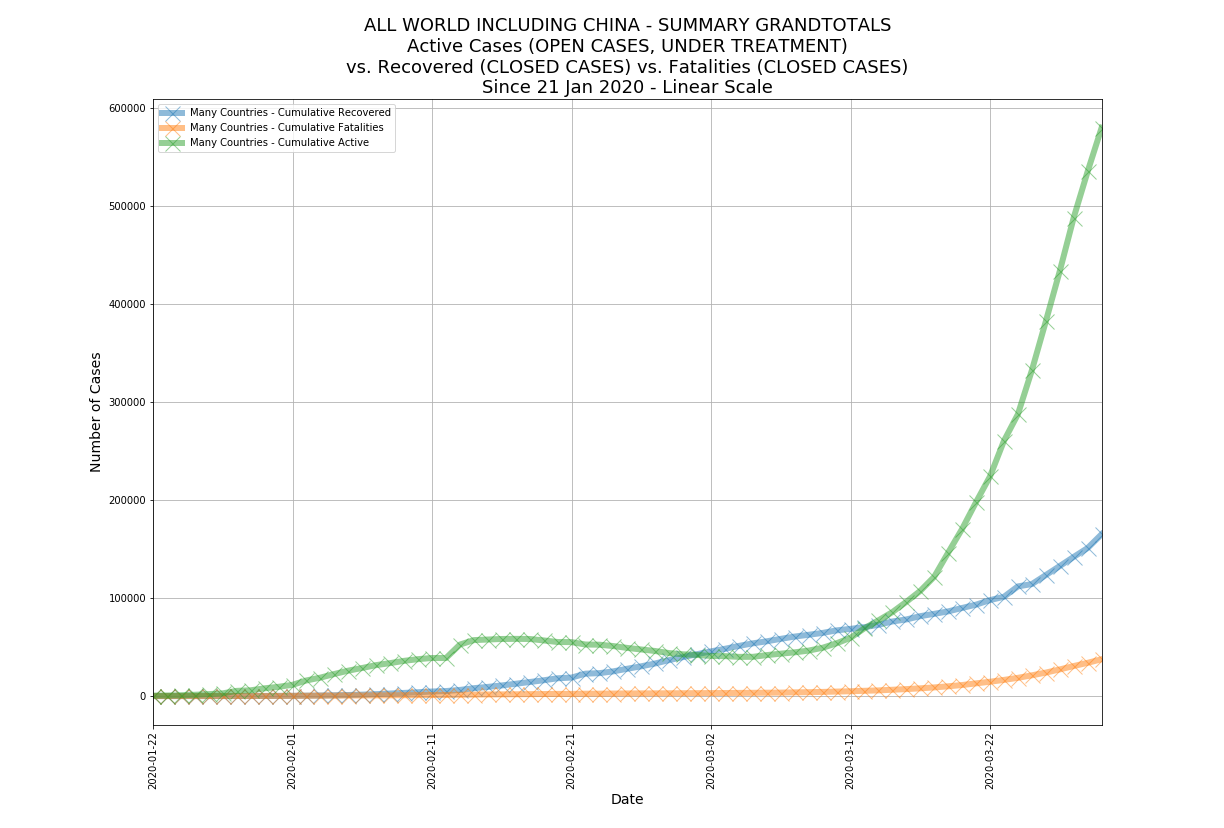 ALL WORLD INCLUDING CHINA - SUMMARY GRANDTOTALS
Active Cases (OPEN CASES, UNDER TREATMENT)
vs. Recovered (CLOSED CASES) vs. Fatalities (CLOSED CASES)
Since 21 Jan 2020 - Linear Scale
Many Countries - Cumulative Recovered
Many Countries - Cumulative Fatalities
Many Countries - Cumulative Active
600000
500000
400000
300000
200000
100000
0
Number of Cases
2020-01-22
2020-02-01
2020-02-11
2020-02-21
2020-03-02
2020-03-12
2020-03-22
Date